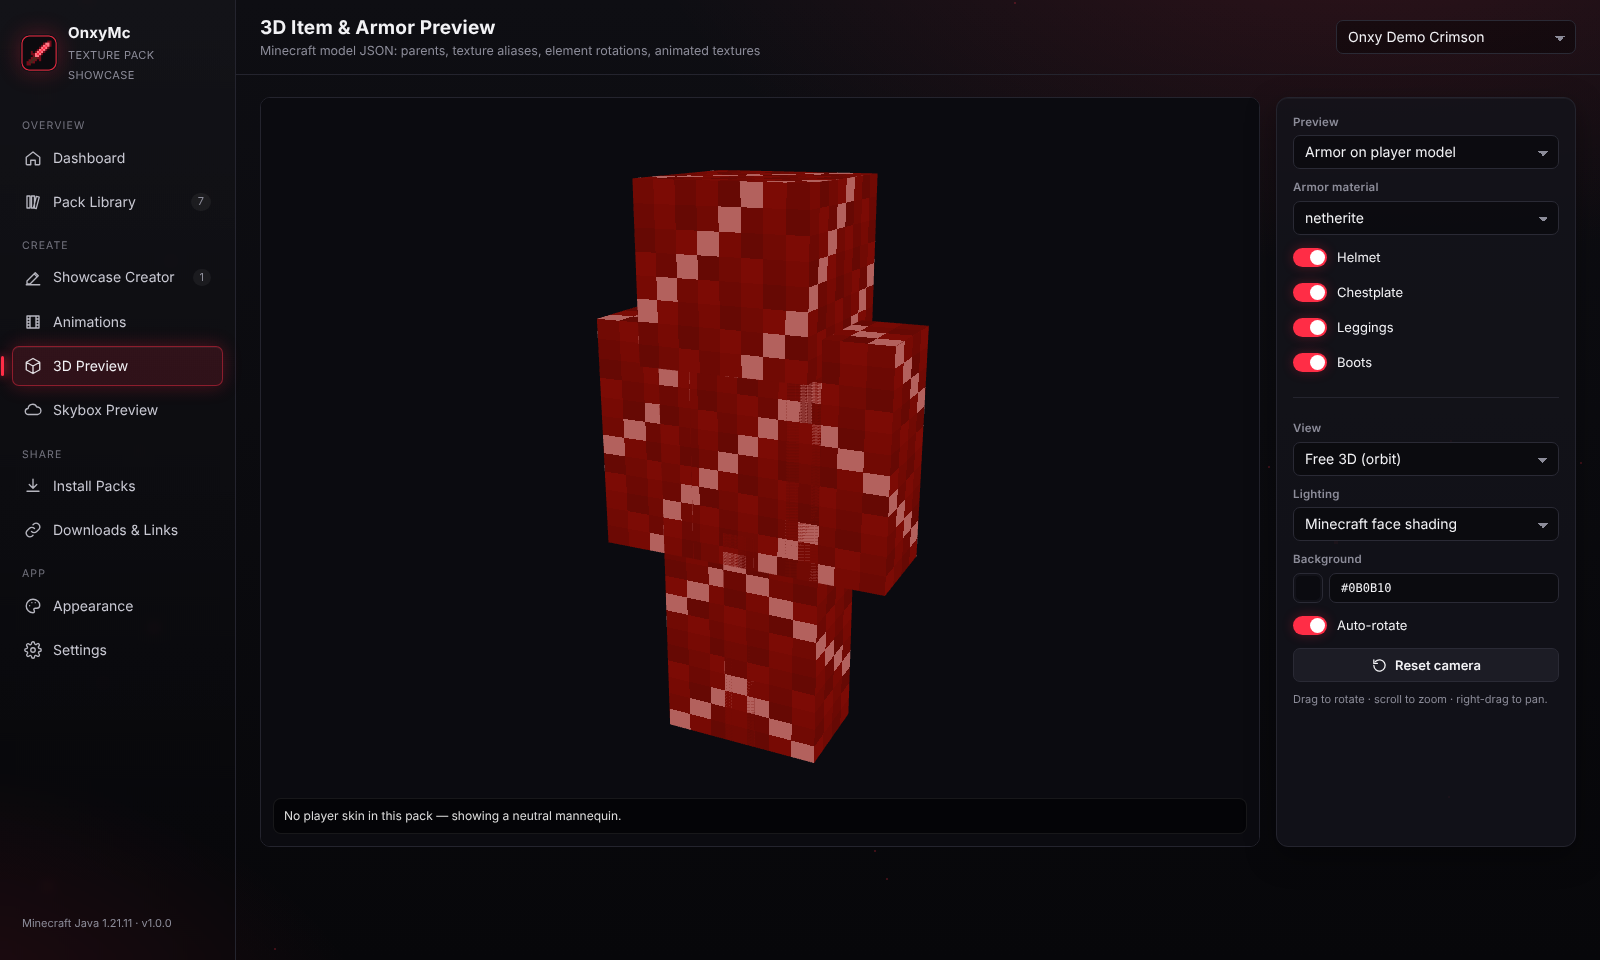 OnxyMc
TEXTURE PACK
SHOWCASE
OVERVIEW
Dashboard
Pack Library
7
CREATE
Showcase Creator
1
Animations
3D Preview
Skybox Preview
SHARE
Install Packs
Downloads & Links
APP
Appearance
Settings
Minecraft Java 1.21.11 · v1.0.0
3D Item & Armor Preview
Minecraft model JSON: parents, texture aliases, element rotations, animated textures
Onxy Demo Crimson
No player skin in this pack — showing a neutral mannequin.
Preview
Armor on player model
Armor material
netherite
Helmet
Chestplate
Leggings
Boots
View
Free 3D (orbit)
Lighting
Minecraft face shading
Background
#0B0B10
Auto-rotate
Reset camera
Drag to rotate · scroll to zoom · right-drag to pan.